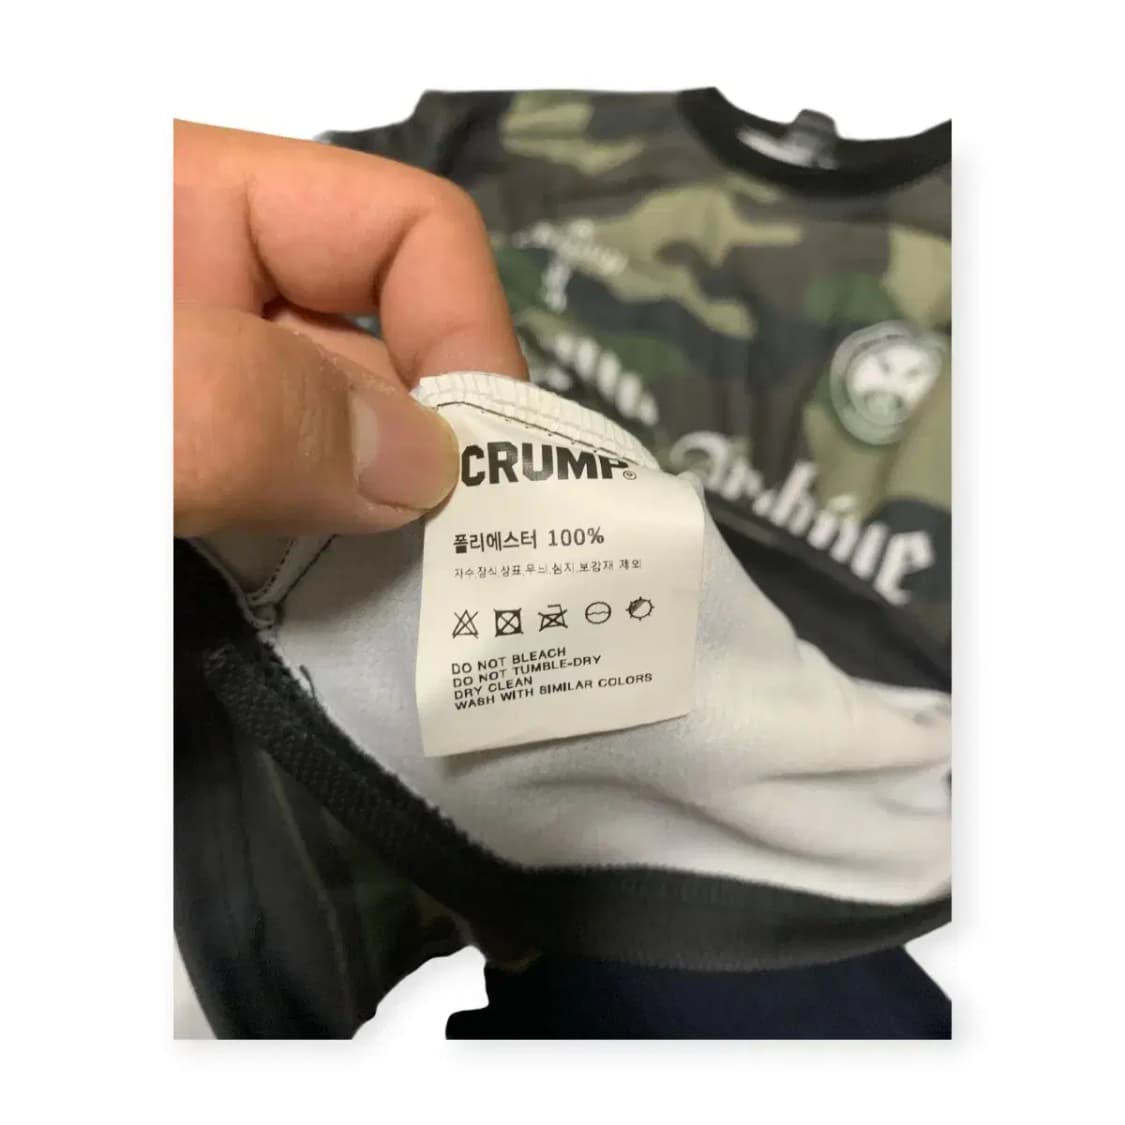 CRUMP®
폴리에스터 100%
자수,장식,상표,무늬,심지,보강재 제외
DO NOT BLEACH
DO NOT TUMBLE-DRY
DRY CLEAN
WASH WITH SIMILAR COLORS